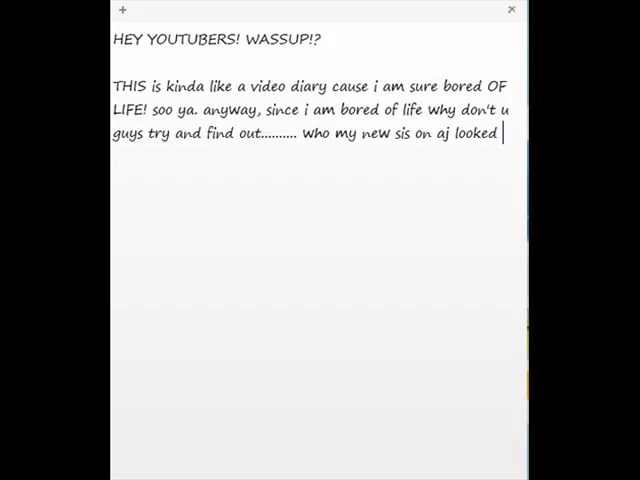 HEY YOUTUBERS! WASSUP!?
THIS is kinda like a video diary cause i am sure bored OF
LIFE! soo ya. anyway, since i am bored of life why don't u
guys try and find out.......... who my new sis on aj looked